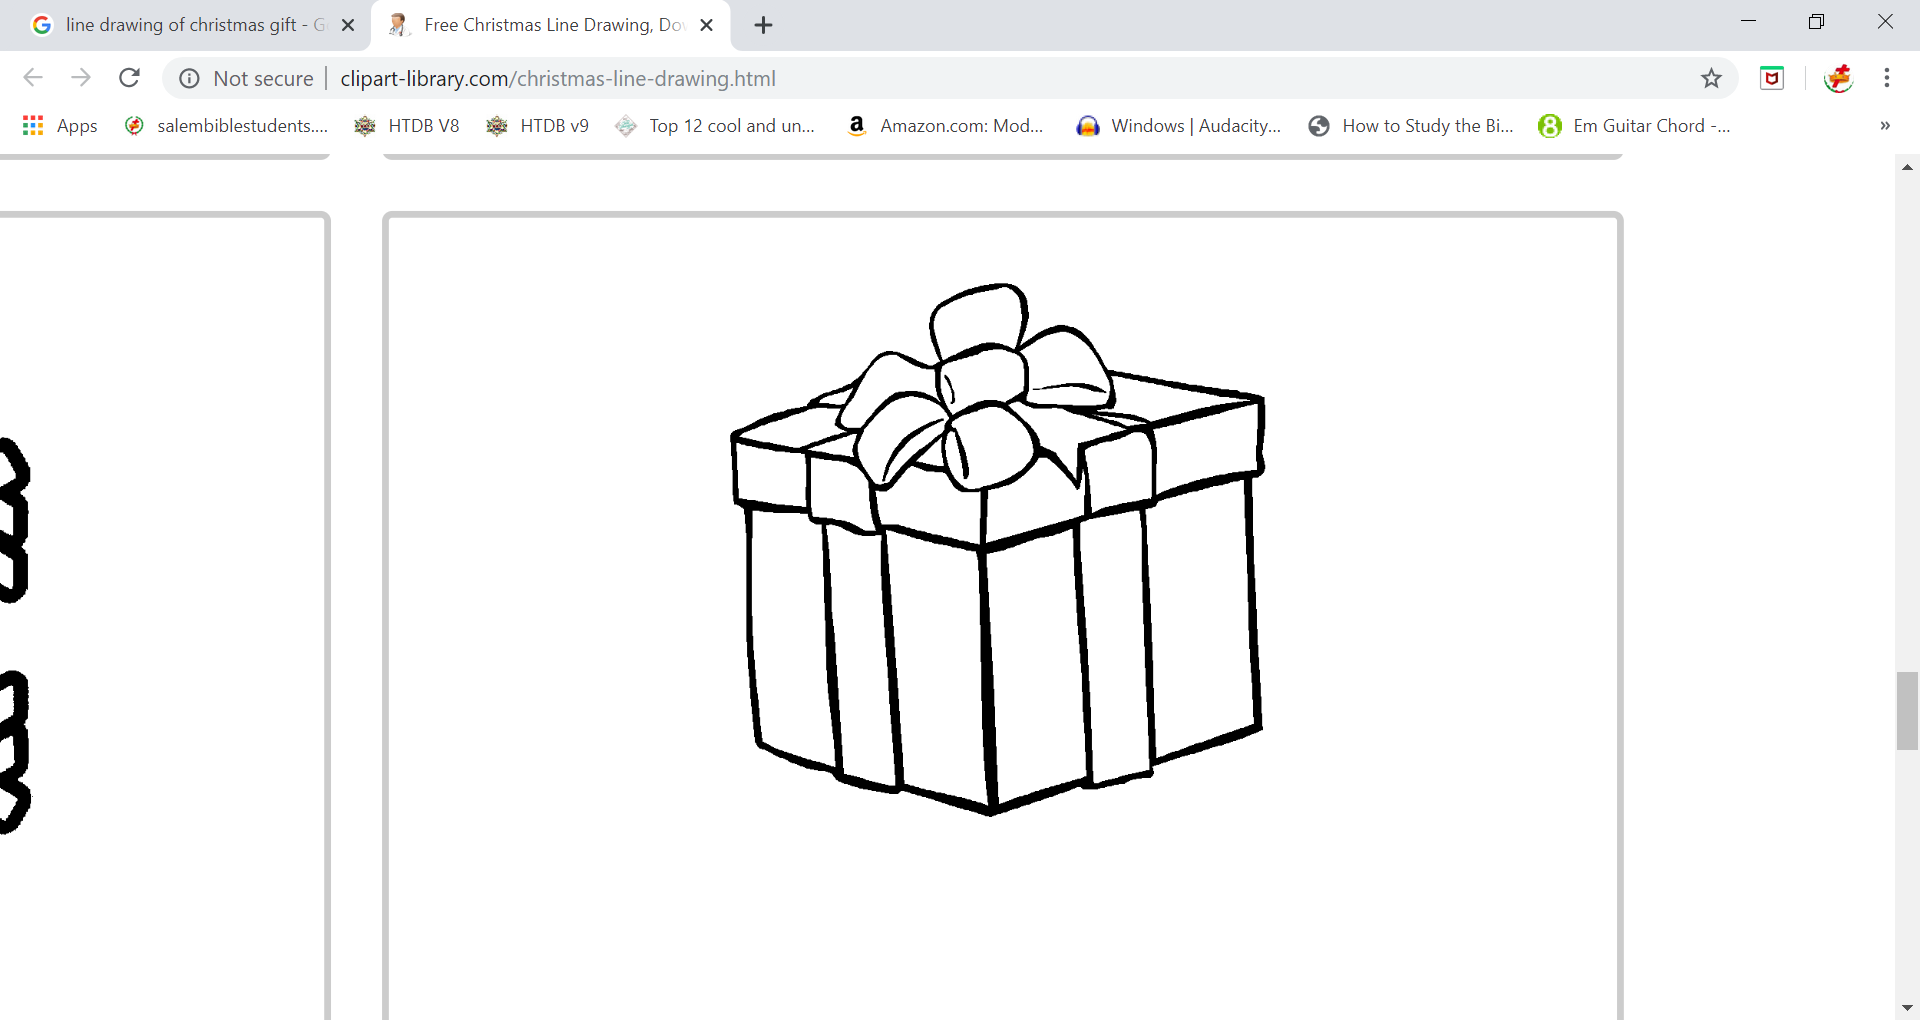 line drawing of christmas gift - G
Free Christmas Line Drawing, Do
Not secure
clipart-library.com/christmas-line-drawing.html
Apps
salembiblestudents....
HTDB V8
HTDB v9
Top 12 cool and un...
Amazon.com: Mod...
Windows | Audacity...
How to Study the Bi...
Em Guitar Chord -...